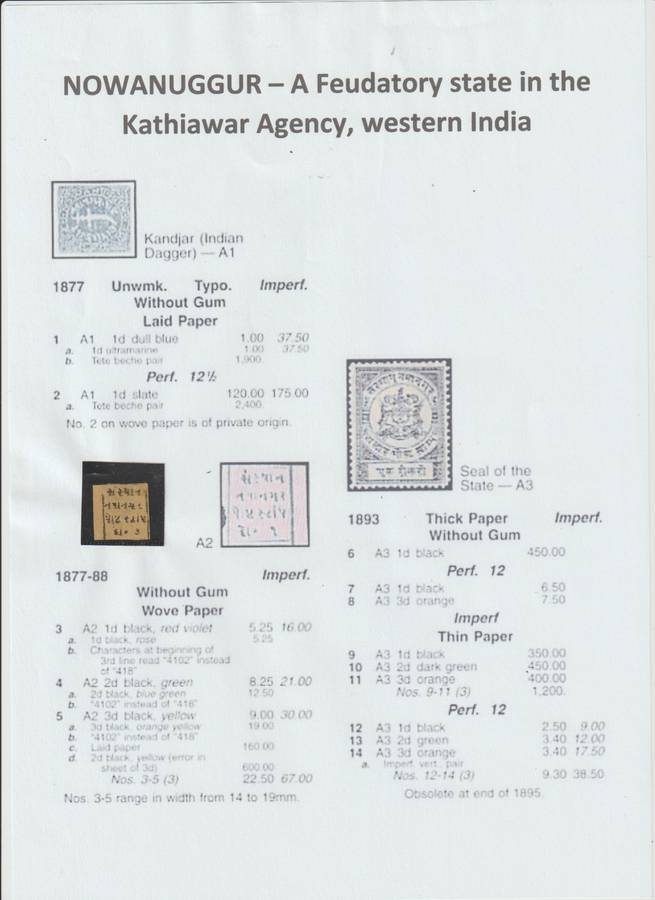 NOWANUGGUR – A Feudatory state in the
Kathiawar Agency, western India
Kandjar (Indian
Dagger) — A1
1877 Unwmk. Typo. Imperf.
Without Gum
Laid Paper
1 A1 1d dull blue 1.00 37.50
a. 1d ultramarine 1.00 37.50
b. Tete beche pair 1,900.
Perf. 12½
2 A1 1d slate 120.00 175.00
a. Tete beche pair 2,400.
No. 2 on wove paper is of private origin.
સંસ્થાન
નવાનગર
દો० ૩
A2
સંસ્થાન
નવાનગર
દો० ૧
1877-88 Imperf.
Without Gum
Wove Paper
3 A2 1d black, red violet 5.25 16.00
a. 1d black, rose 5.25
b. Characters at beginning of
3rd line read "4102" instead
of "418"
4 A2 2d black, green 8.25 21.00
a. 2d black, blue green 12.50
b. "4102" instead of "418"
5 A2 3d black, yellow 9.00 30.00
a. 3d black, orange yellow 19.00
b. "4102" instead of "418"
c. Laid paper 160.00
d. 2d black, yellow (error in
sheet of 3d) 600.00
Nos. 3-5 (3) 22.50 67.00
Nos. 3-5 range in width from 14 to 19mm.
Seal of the
State — A3
1893 Thick Paper Imperf.
Without Gum
6 A3 1d black 450.00
Perf. 12
7 A3 1d black 6.50
8 A3 3d orange 7.50
Imperf
Thin Paper
9 A3 1d black 350.00
10 A3 2d dark green 450.00
11 A3 3d orange 400.00
Nos. 9-11 (3) 1,200.
Perf. 12
12 A3 1d black 2.50 9.00
13 A3 2d green 3.40 12.00
14 A3 3d orange 3.40 17.50
a. Imperf. vert., pair
Nos. 12-14 (3) 9.30 38.50
Obsolete at end of 1895.